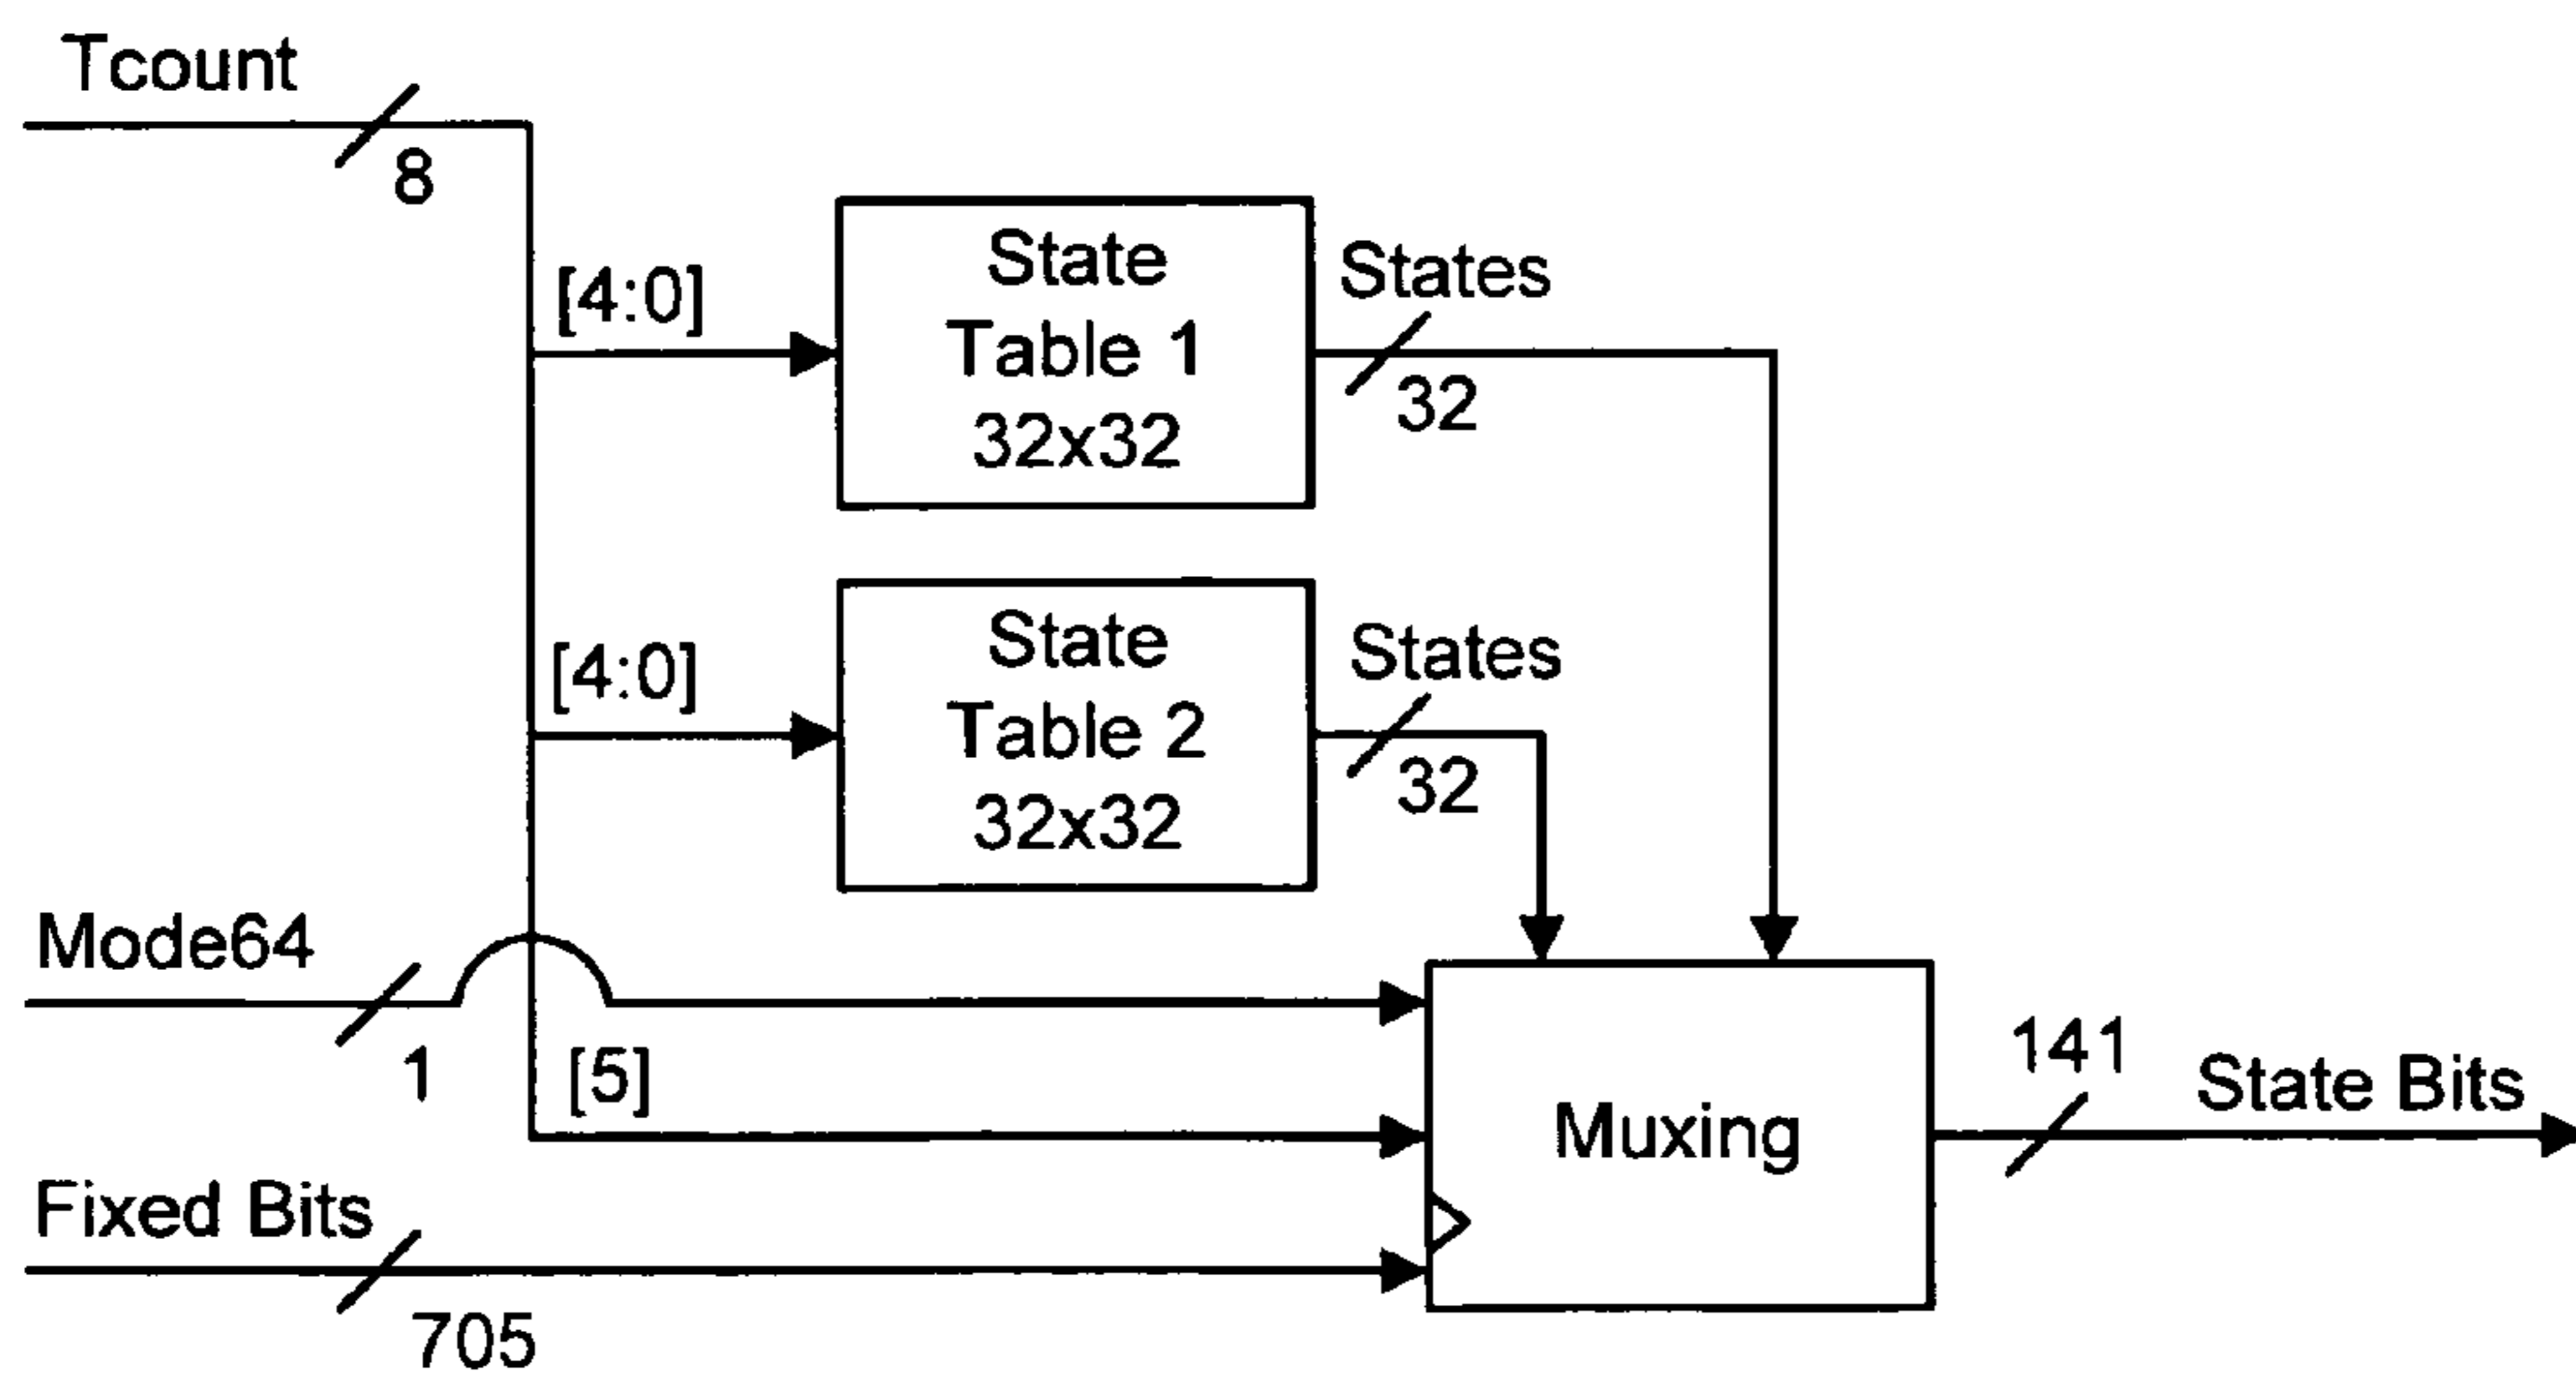 Tcount
8
[4:0]
State
Table 1
32x32
States
32
[4:0]
State
Table 2
32x32
States
32
Mode64
1
[5]
Fixed Bits
705
Muxing
141
State Bits